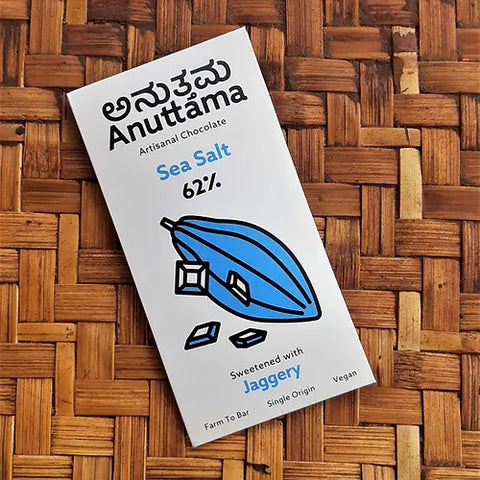 ಅನುತ್ತಮ
Anuttama
Artisanal Chocolate
Sea Salt
62%
Sweetened with
Jaggery
Farm To Bar Single Origin Vegan